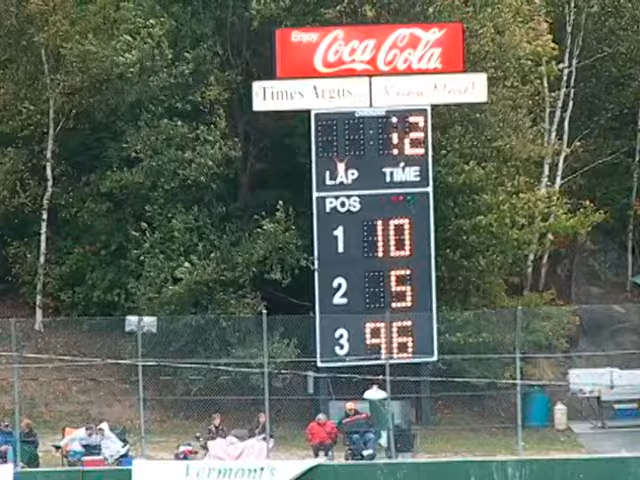 Enjoy
Coca Cola
Times Argus
:12
LAP TIME
POS
1 10
2 5
3 96
Vermont's